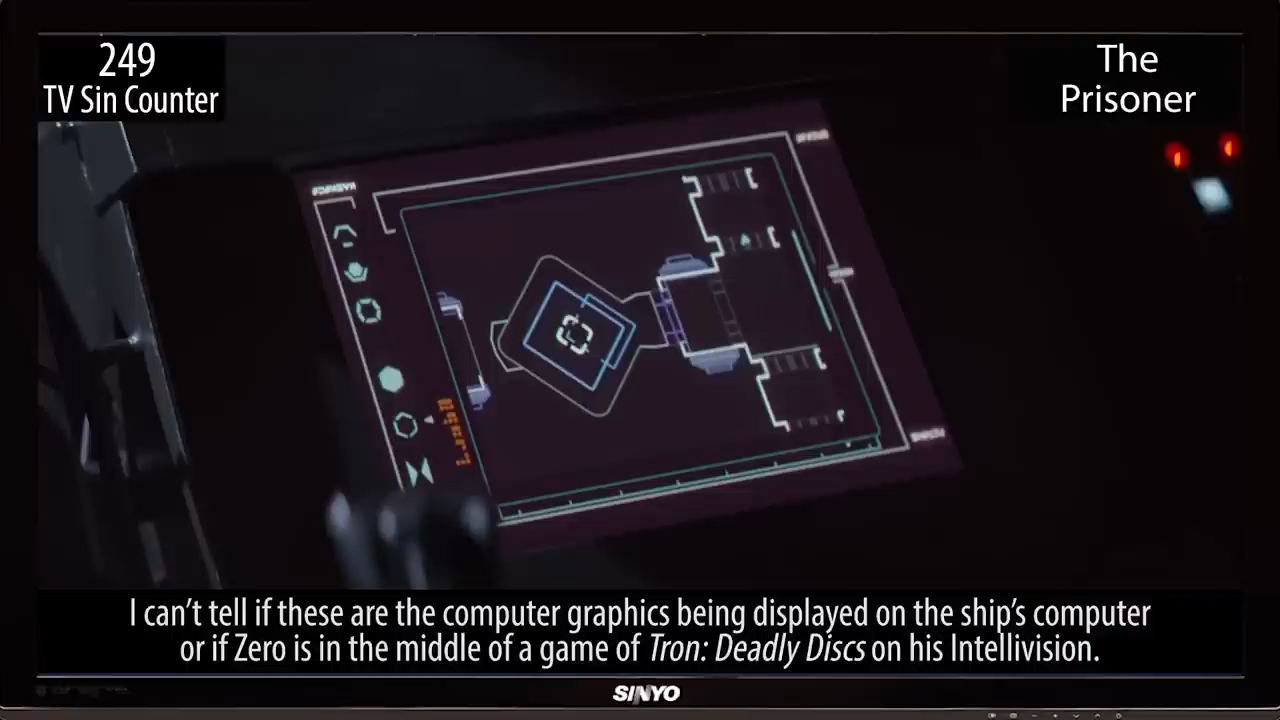 249
TV Sin Counter
The
Prisoner
I can't tell if these are the computer graphics being displayed on the ship's computer
or if Zero is in the middle of a game of Tron: Deadly Discs on his Intellivision.
SINYO